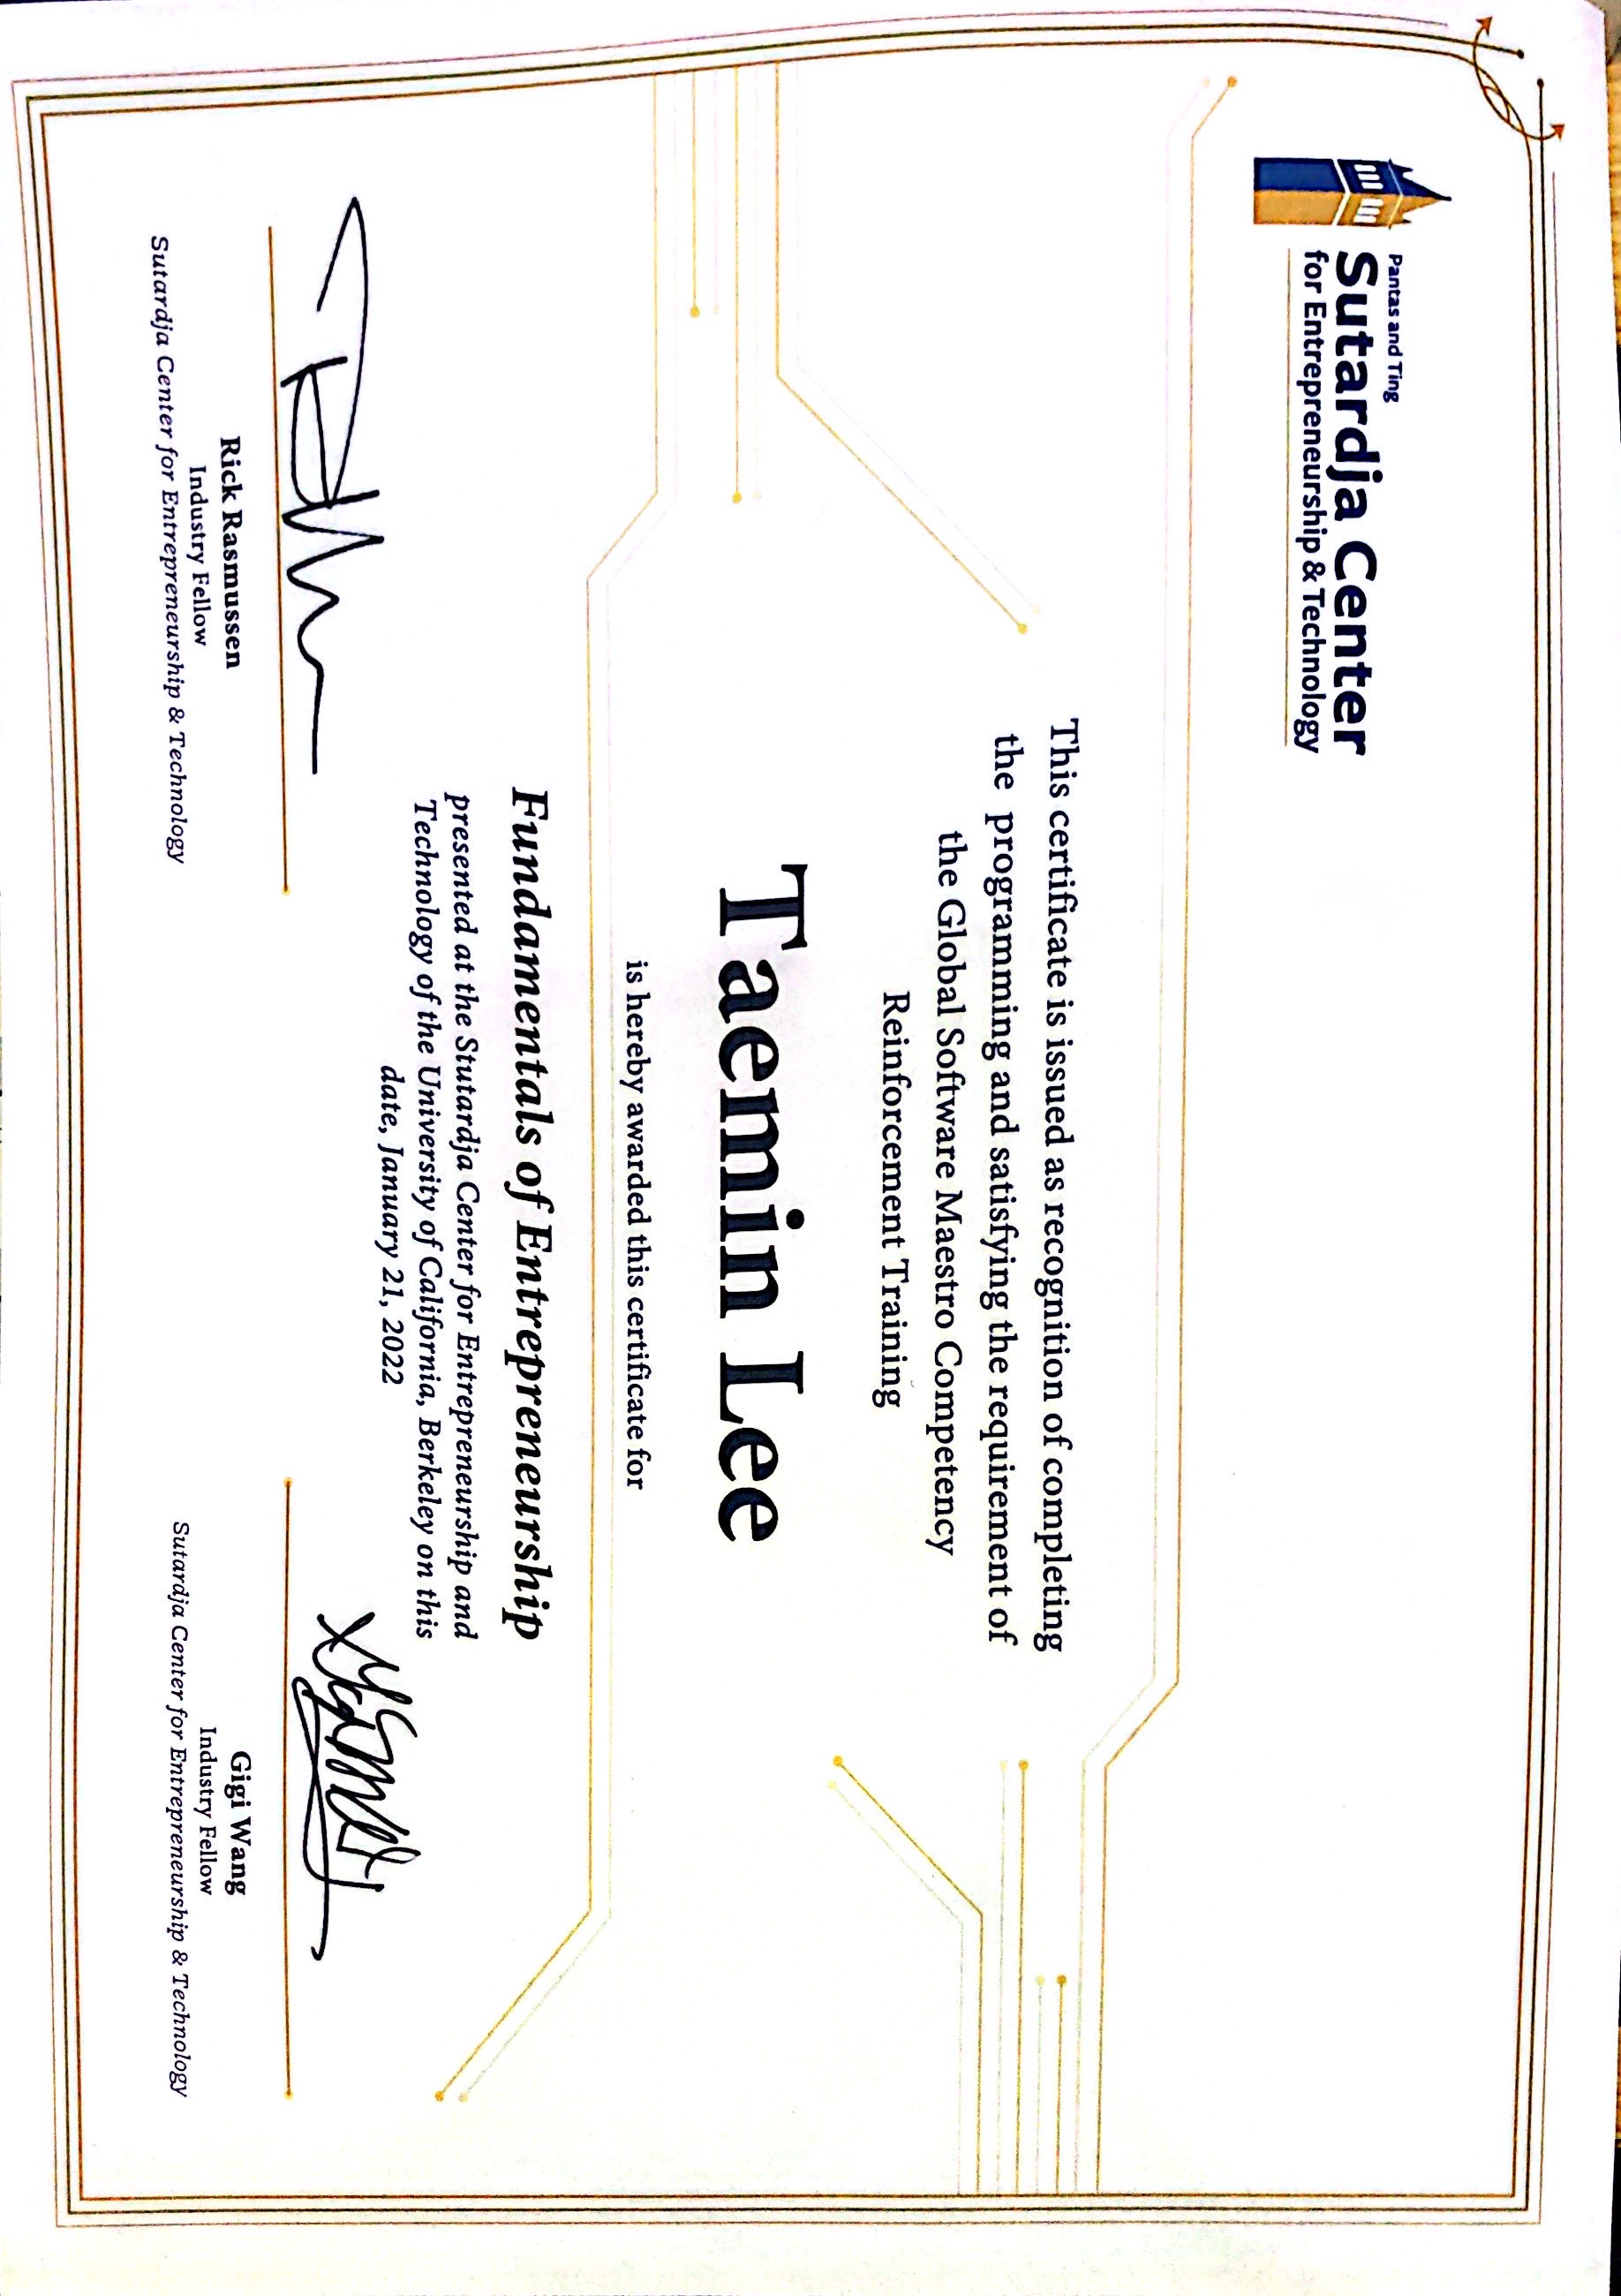 Pantas and Ting
Sutardja Center
for Entrepreneurship & Technology
This certificate is issued as recognition of completing
the programming and satisfying the requirement of
the Global Software Maestro Competency
Reinforcement Training
Taemin Lee
is hereby awarded this certificate for
Fundamentals of Entrepreneurship
presented at the Stutardja Center for Entrepreneurship and
Technology of the University of California, Berkeley on this
date, January 21, 2022
Rick Rasmussen
Industry Fellow
Sutardja Center for Entrepreneurship & Technology
Gigi Wang
Industry Fellow
Sutardja Center for Entrepreneurship & Technology